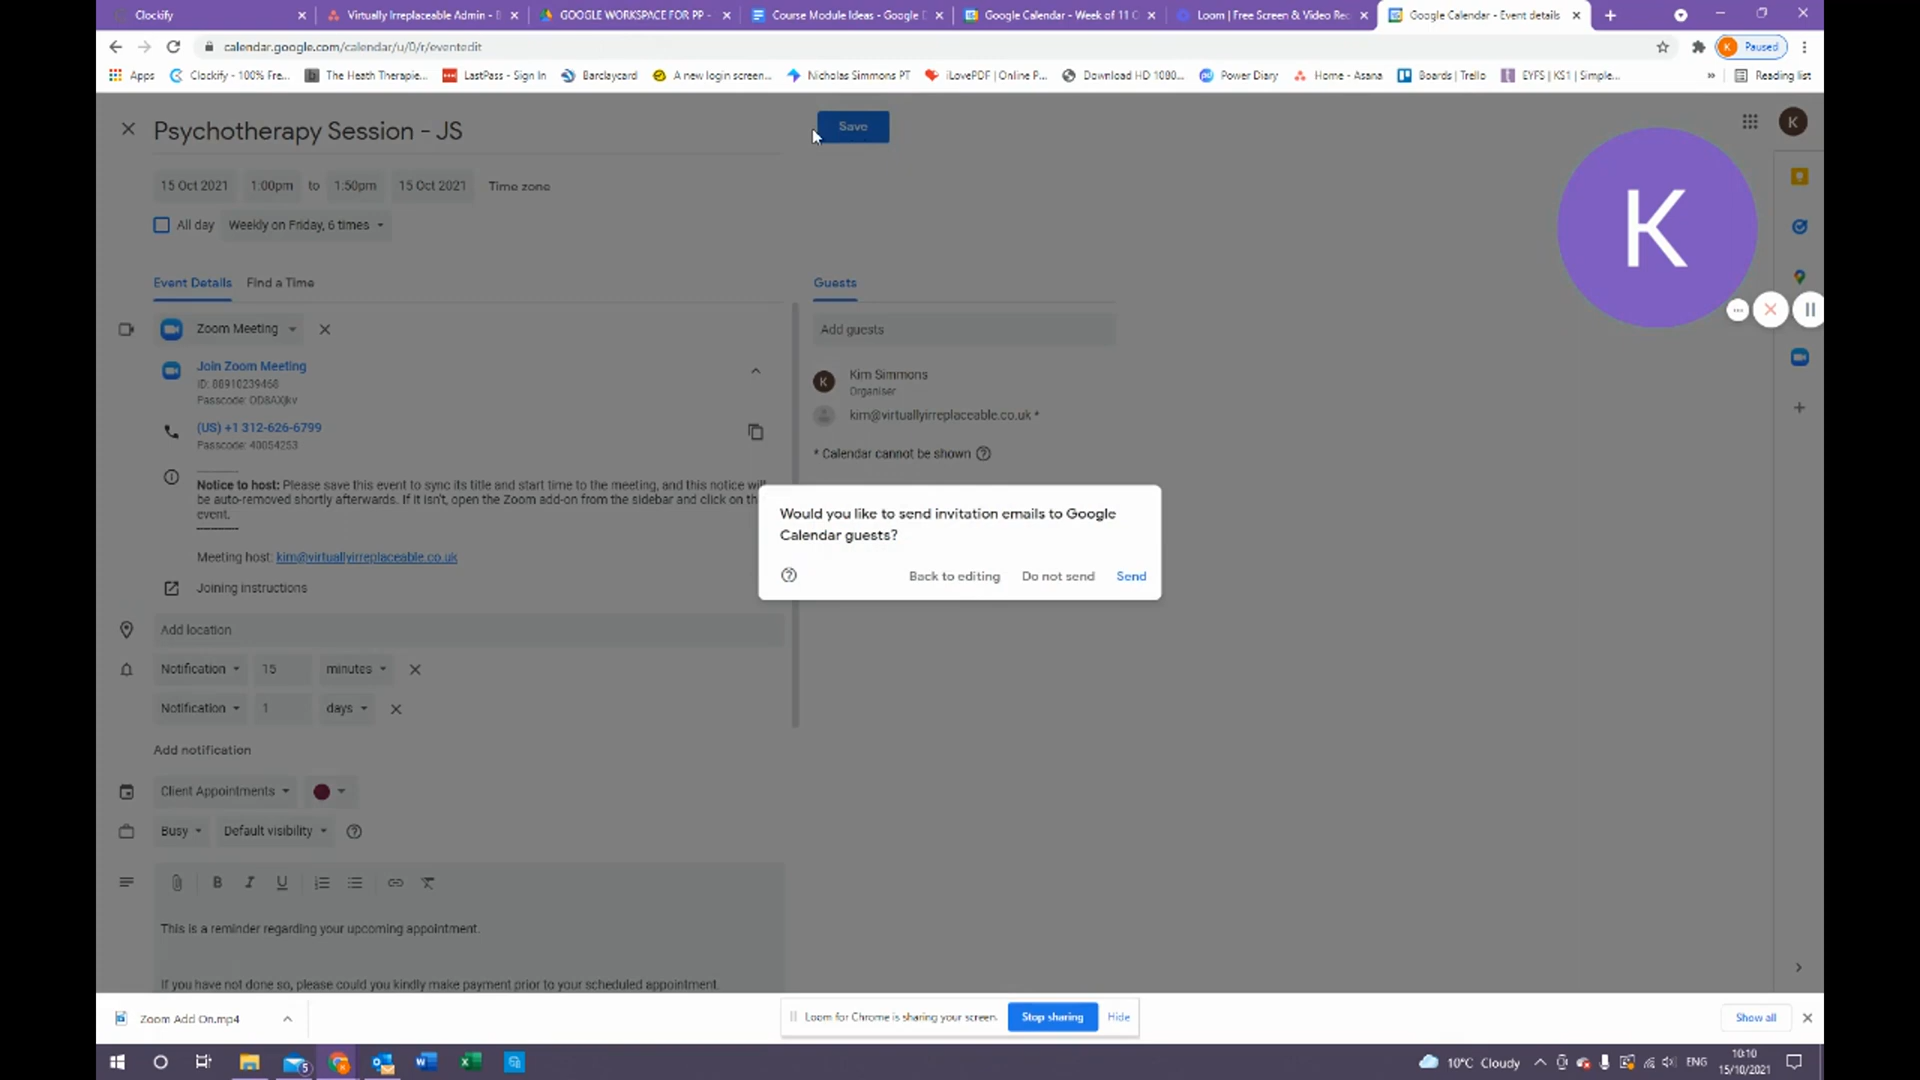 Clockify
Virtually Irreplaceable Admin - B
GOOGLE WORKSPACE FOR PP -
Course Module Ideas - Google D
Google Calendar - Week of 11 O
Loom | Free Screen & Video Rec
Google Calendar - Event details
calendar.google.com/calendar/u/0/r/eventedit
K
Paused
Apps
Clockify - 100% Fre...
The Heath Therapie...
LastPass - Sign In
Barclaycard
A new login screen...
Nicholas Simmons PT
iLovePDF | Online P...
Download HD 1080...
Power Diary
Home - Asana
Boards | Trello
EYFS | KS1 | Simple...
»
Reading list
Psychotherapy Session - JS
Save
K
15 Oct 2021 1:00pm to 1:50pm 15 Oct 2021 Time zone
All day Weekly on Friday, 6 times
K
Event Details Find a Time
Guests
Zoom Meeting
Add guests
Join Zoom Meeting
ID: 88910239468
Passcode: OD8AXjkv
K
Kim Simmons
Organiser
kim@virtuallyirreplaceable.co.uk *
(US) +1 312-626-6799
Passcode: 40054253
* Calendar cannot be shown
Notice to host: Please save this event to sync its title and start time to the meeting, and this notice will
be auto-removed shortly afterwards. If it isn't, open the Zoom add-on from the sidebar and click on th
event.
Meeting host: kim@virtuallyirreplaceable.co.uk
Joining instructions
Would you like to send invitation emails to Google
Calendar guests?
Back to editing Do not send Send
Add location
Notification 15 minutes
Notification 1 days
Add notification
Client Appointments
Busy Default visibility
B I U
This is a reminder regarding your upcoming appointment.
If you have not done so, please could you kindly make payment prior to your scheduled appointment.
Zoom Add On.mp4
Loom for Chrome is sharing your screen.
Stop sharing
Hide
Show all
5
10°C Cloudy
ENG
10:10
15/10/2021